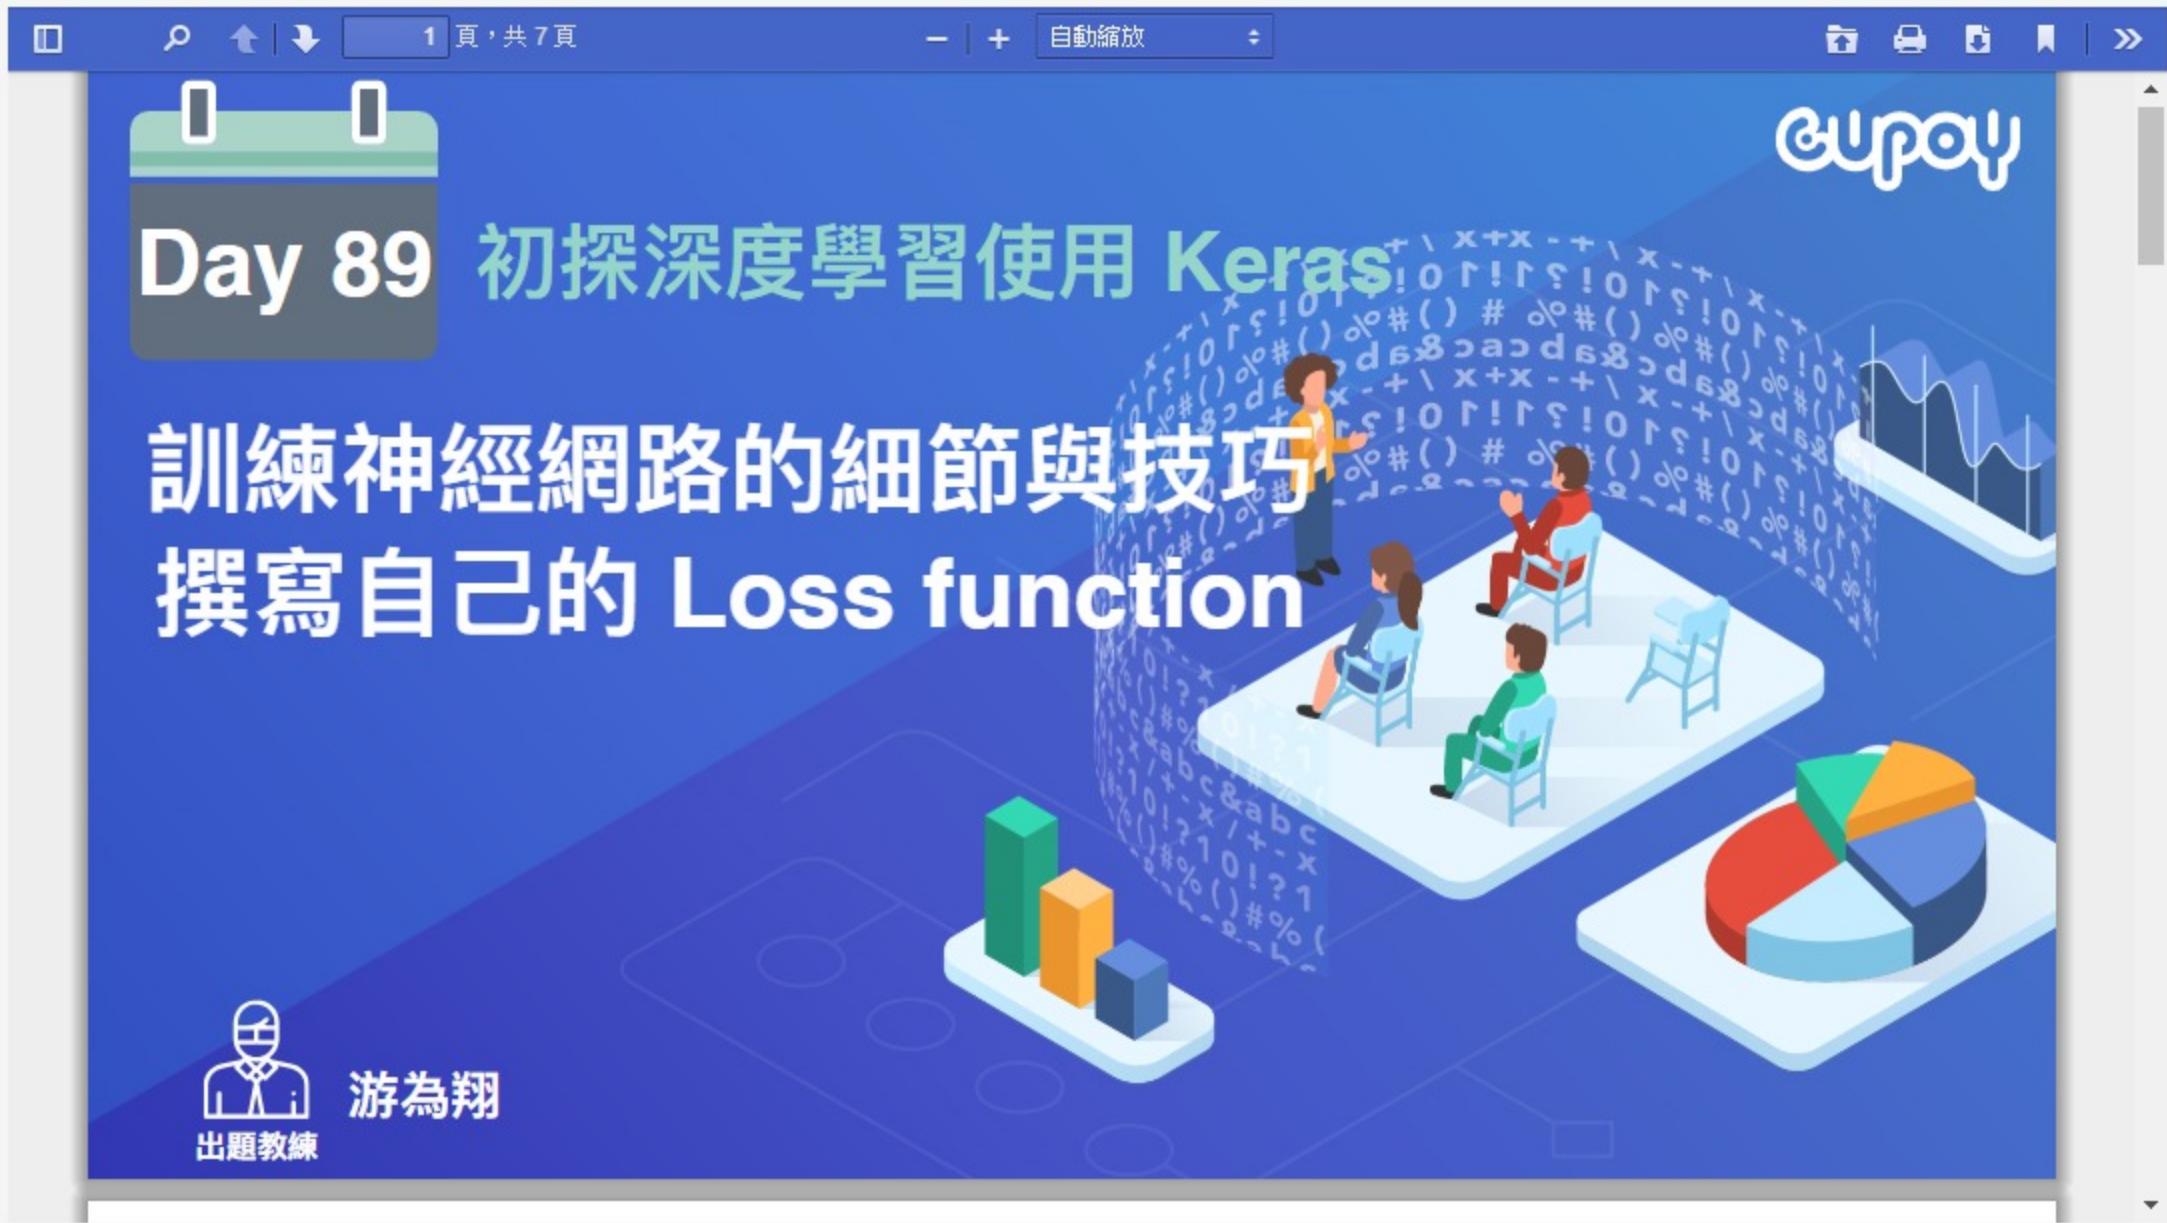 1 頁，共 7 頁
自動縮放
cupoy
Day 89
初探深度學習使用 Keras
訓練神經網路的細節與技巧
撰寫自己的 Loss function
游為翔
出題教練